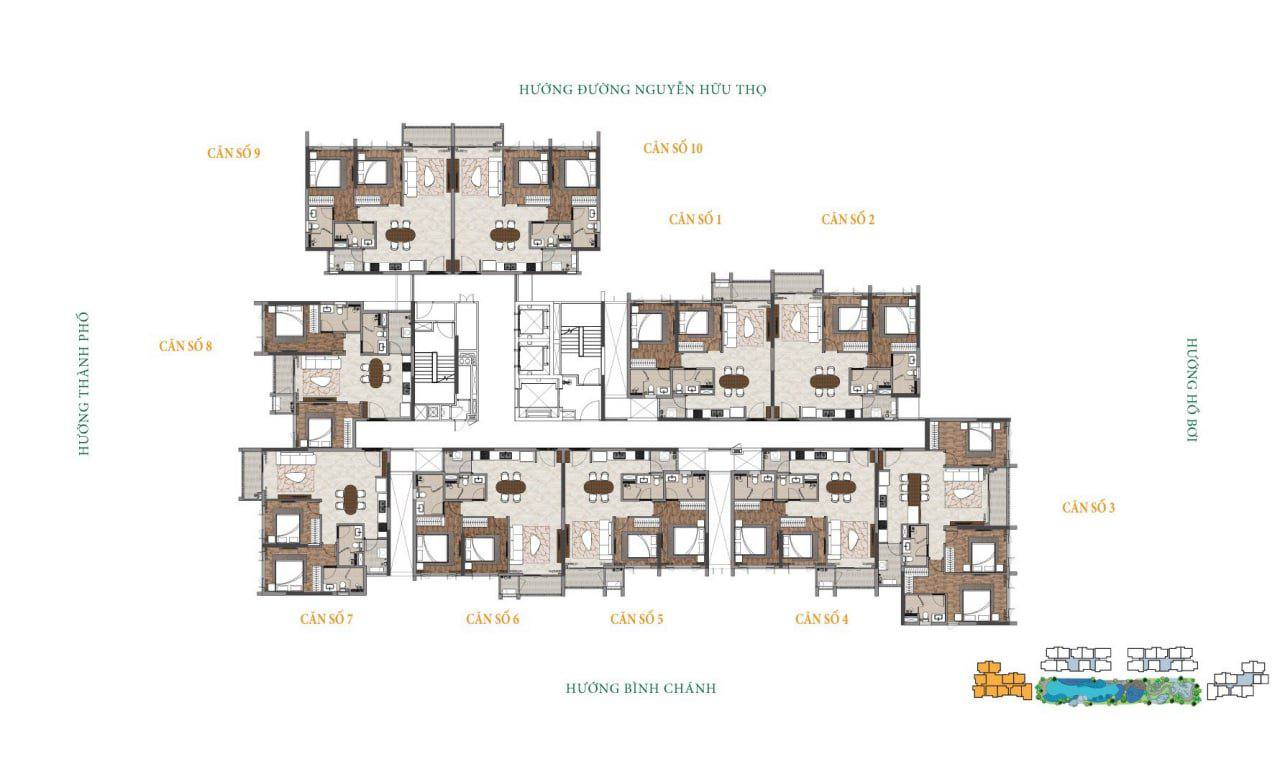 HƯỚNG ĐƯỜNG NGUYỄN HỮU THỌ
CĂN SỐ 9
CĂN SỐ 10
CĂN SỐ 1
CĂN SỐ 2
HƯỚNG THÀNH PHỐ
CĂN SỐ 8
HƯỚNG HỒ BƠI
CĂN SỐ 3
CĂN SỐ 7
CĂN SỐ 6
CĂN SỐ 5
CĂN SỐ 4
HƯỚNG BÌNH CHÁNH